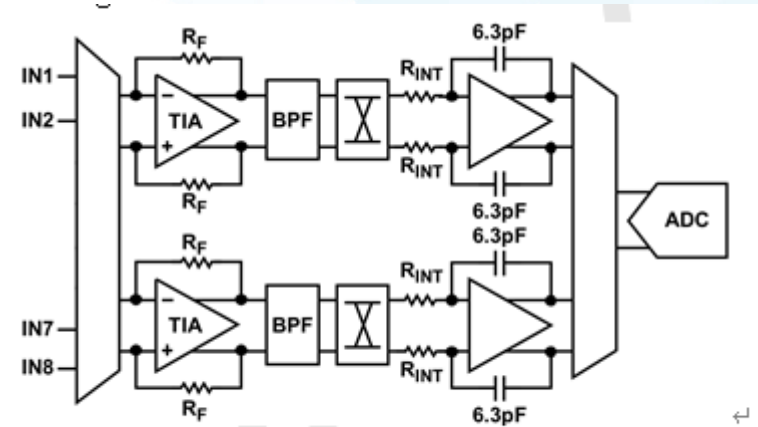 RF
6.3pF
IN1
RINT
IN2
−
TIA
+
BPF
RINT
RF
6.3pF
RF
6.3pF
RINT
IN7
−
TIA
+
BPF
IN8
RINT
RF
6.3pF
ADC